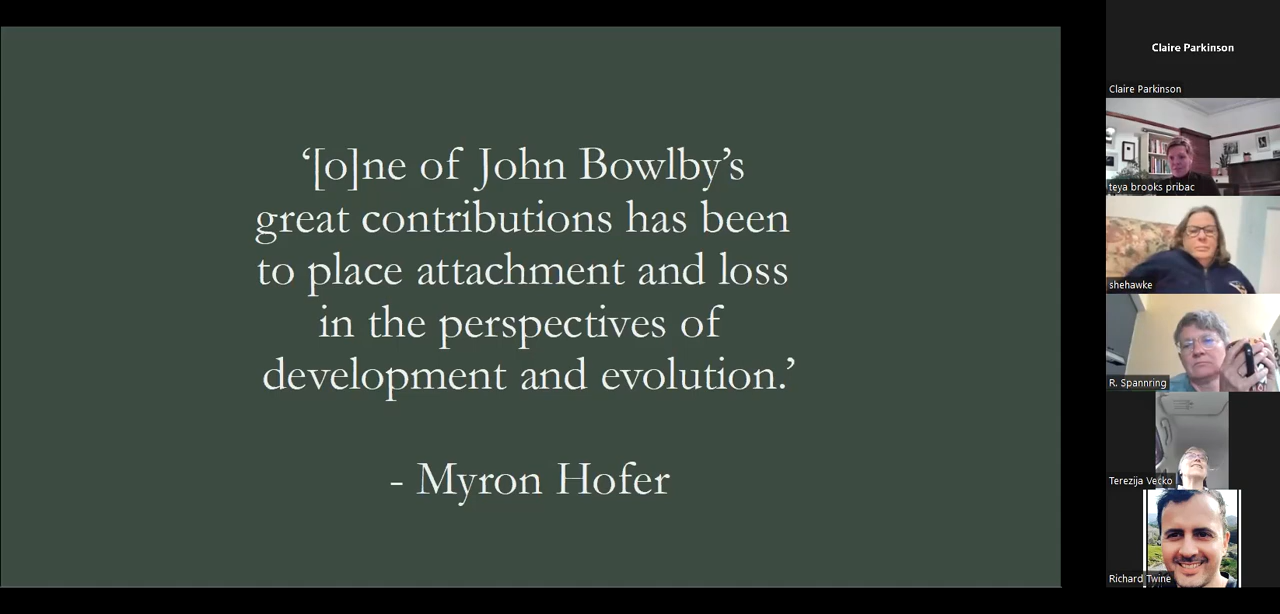 ‘[o]ne of John Bowlby’s
great contributions has been
to place attachment and loss
in the perspectives of
development and evolution.’
- Myron Hofer
Claire Parkinson
Claire Parkinson
teya brooks pribac
shehawke
R. Spannring
Terezija Večko
Richard Twine